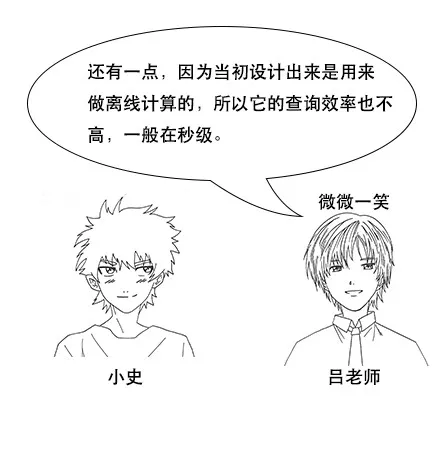 还有一点，因为当初设计出来是用来
做离线计算的，所以它的查询效率也不
高，一般在秒级。
微微一笑
小史
吕老师